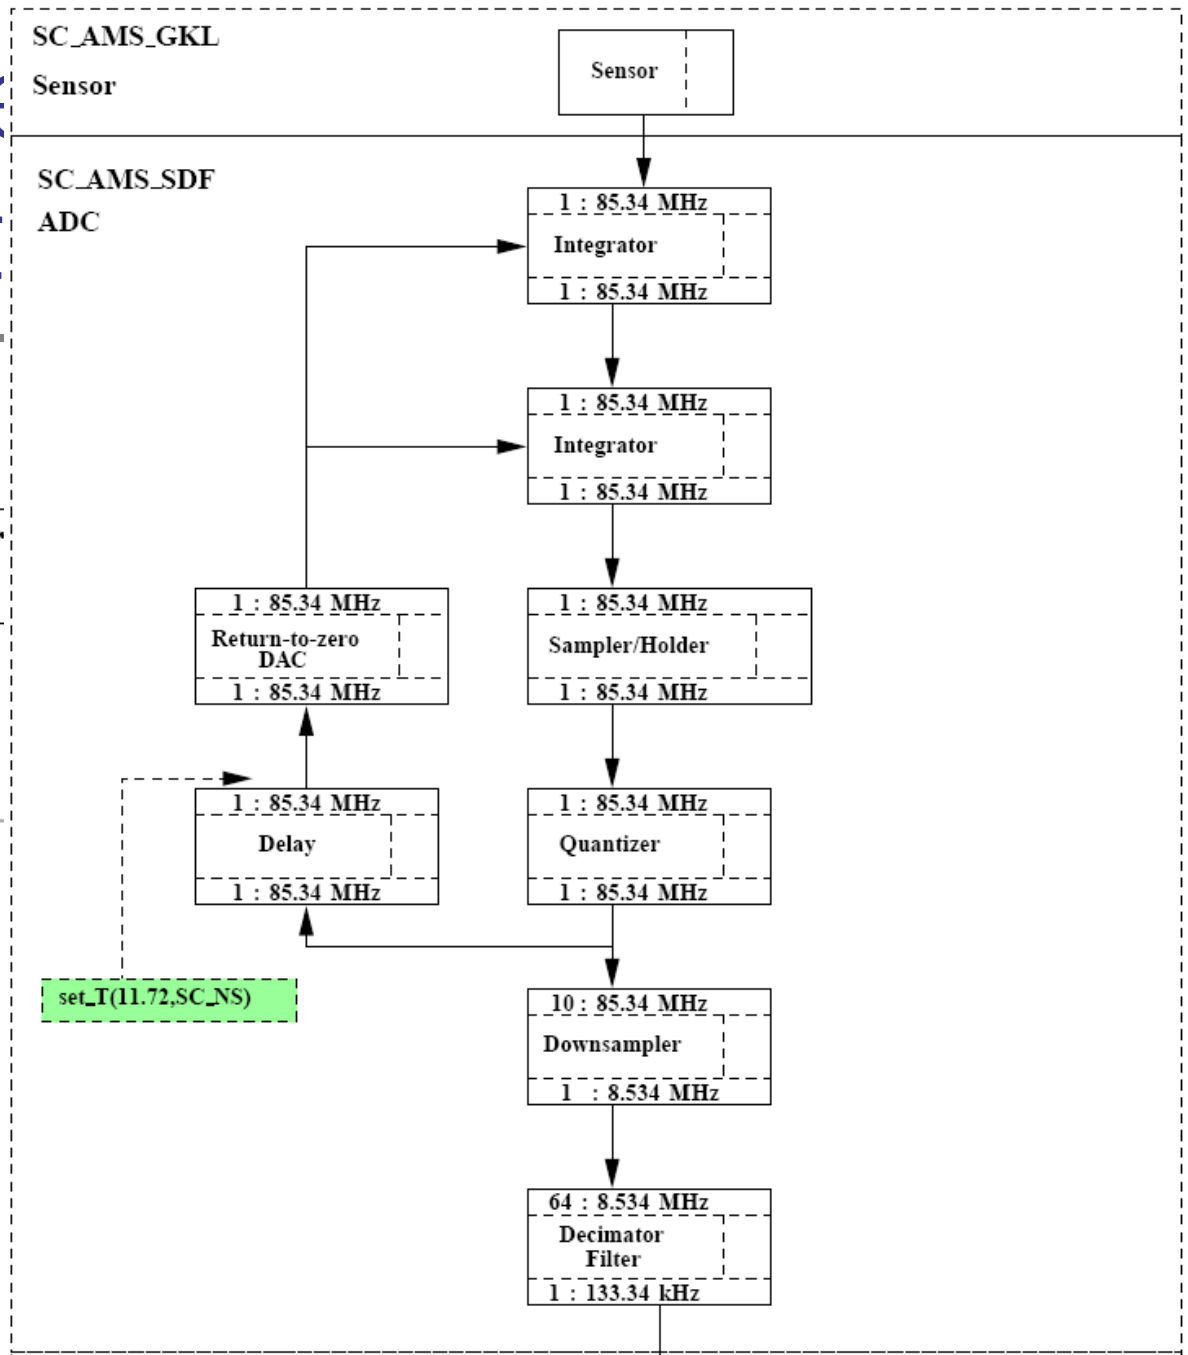 SC_AMS_GKL
Sensor
Sensor
SC_AMS_SDF
ADC
1 : 85.34 MHz
Integrator
1 : 85.34 MHz
1 : 85.34 MHz
Integrator
1 : 85.34 MHz
1 : 85.34 MHz
Return-to-zero
DAC
1 : 85.34 MHz
1 : 85.34 MHz
Sampler/Holder
1 : 85.34 MHz
1 : 85.34 MHz
Delay
1 : 85.34 MHz
1 : 85.34 MHz
Quantizer
1 : 85.34 MHz
set_T(11.72,SC_NS)
10 : 85.34 MHz
Downsampler
1 : 8.534 MHz
64 : 8.534 MHz
Decimator
Filter
1 : 133.34 kHz